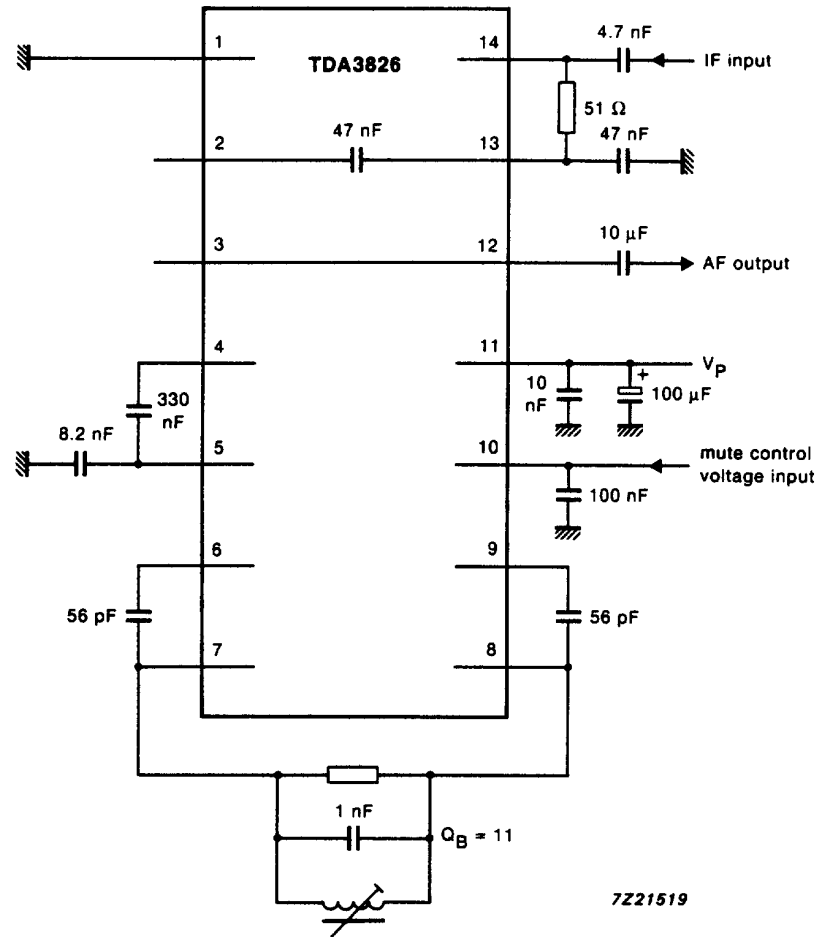 1
TDA3826
14
4.7 nF
IF input
51 Ω
2
47 nF
13
47 nF
3
12
10 μF
AF output
4
11
V_P
330
nF
10
nF
+
100 μF
8.2 nF
5
10
mute control
voltage input
100 nF
6
9
56 pF
56 pF
7
8
1 nF
Q_B = 11
7Z21519